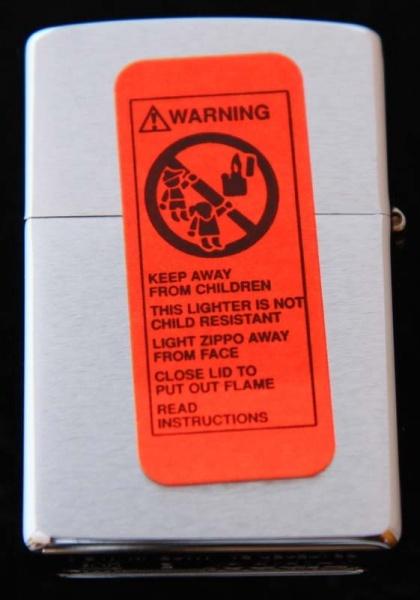 WARNING
KEEP AWAY
FROM CHILDREN
THIS LIGHTER IS NOT
CHILD RESISTANT
LIGHT ZIPPO AWAY
FROM FACE
CLOSE LID TO
PUT OUT FLAME
READ
INSTRUCTIONS